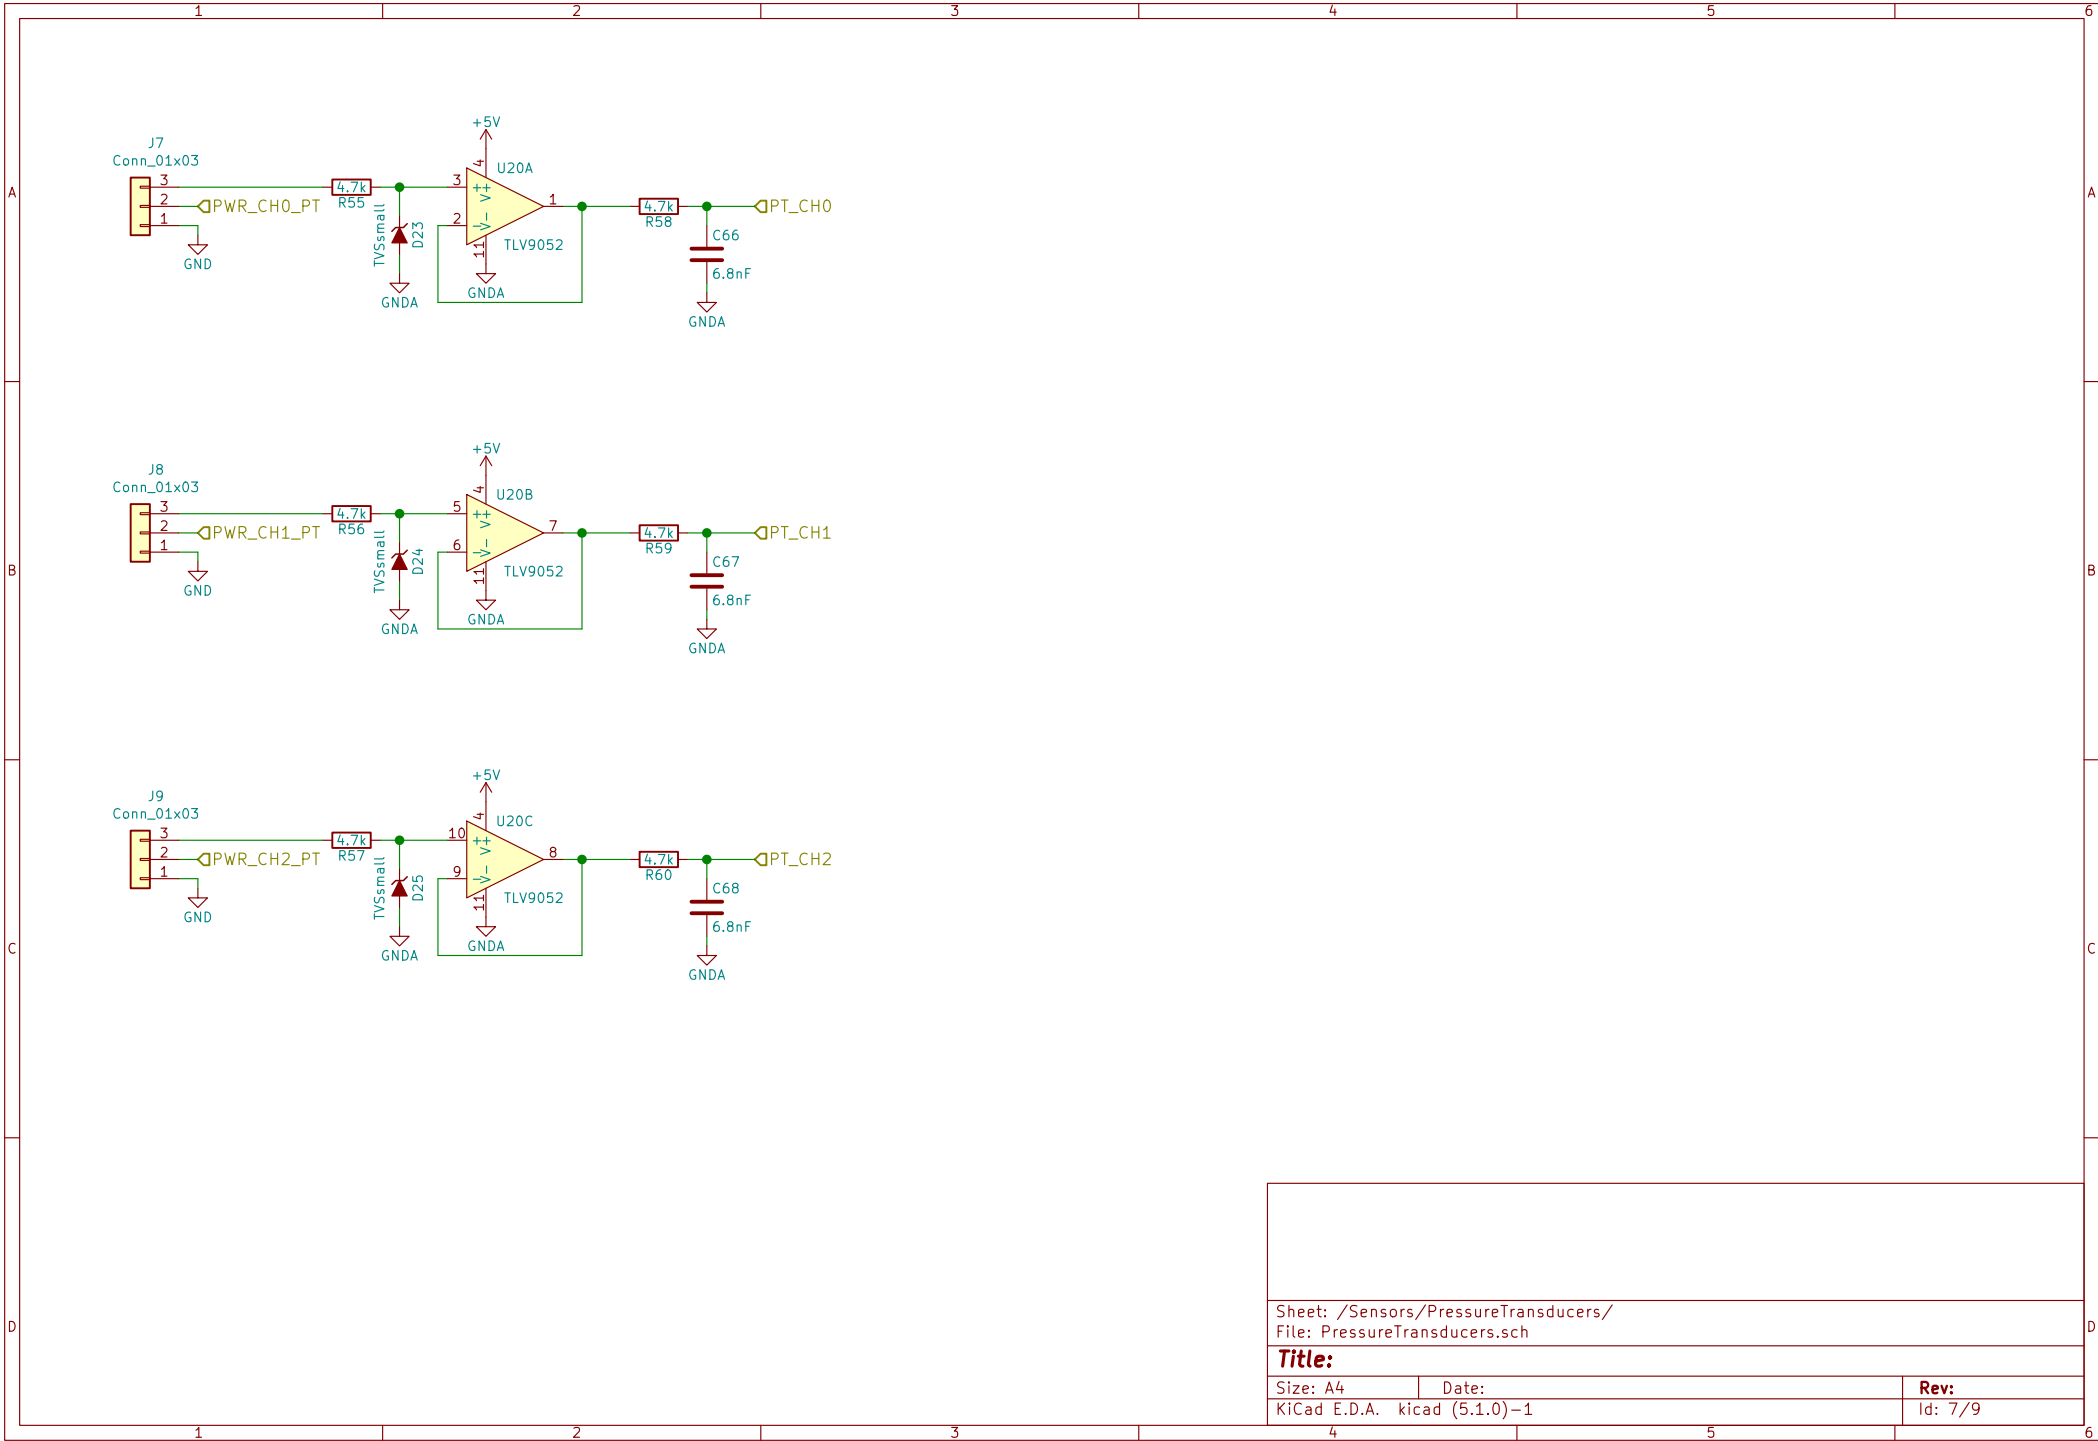 1 2 3 4 5 6
A A
J7
Conn_01x03
3
2
1
PWR_CH0_PT
GND
4.7k
R55
TVSsmall
D23
GNDA
+5V
4
U20A
3
2
+
V+
-
V-
11
1
TLV9052
GNDA
4.7k
R58
PT_CH0
C66
6.8nF
GNDA
B B
J8
Conn_01x03
3
2
1
PWR_CH1_PT
GND
4.7k
R56
TVSsmall
D24
GNDA
+5V
4
U20B
5
6
+
V+
-
V-
11
7
TLV9052
GNDA
4.7k
R59
PT_CH1
C67
6.8nF
GNDA
C C
J9
Conn_01x03
3
2
1
PWR_CH2_PT
GND
4.7k
R57
TVSsmall
D25
GNDA
+5V
4
U20C
10
9
+
V+
-
V-
11
8
TLV9052
GNDA
4.7k
R60
PT_CH2
C68
6.8nF
GNDA
D D
Sheet: /Sensors/PressureTransducers/
File: PressureTransducers.sch
Title:
Size: A4 Date: Rev:
KiCad E.D.A. kicad (5.1.0)-1 Id: 7/9
1 2 3 4 5 6